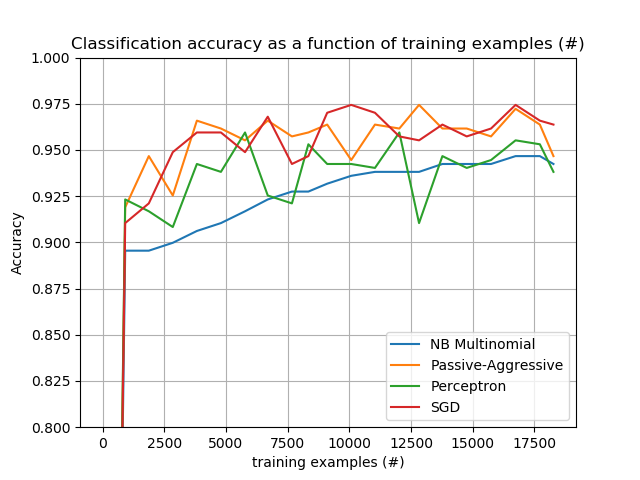 Classification accuracy as a function of training examples (#)
1.000
0.975
0.950
0.925
0.900
0.875
0.850
0.825
0.800
Accuracy
NB Multinomial
Passive-Aggressive
Perceptron
SGD
0
2500
5000
7500
10000
12500
15000
17500
training examples (#)